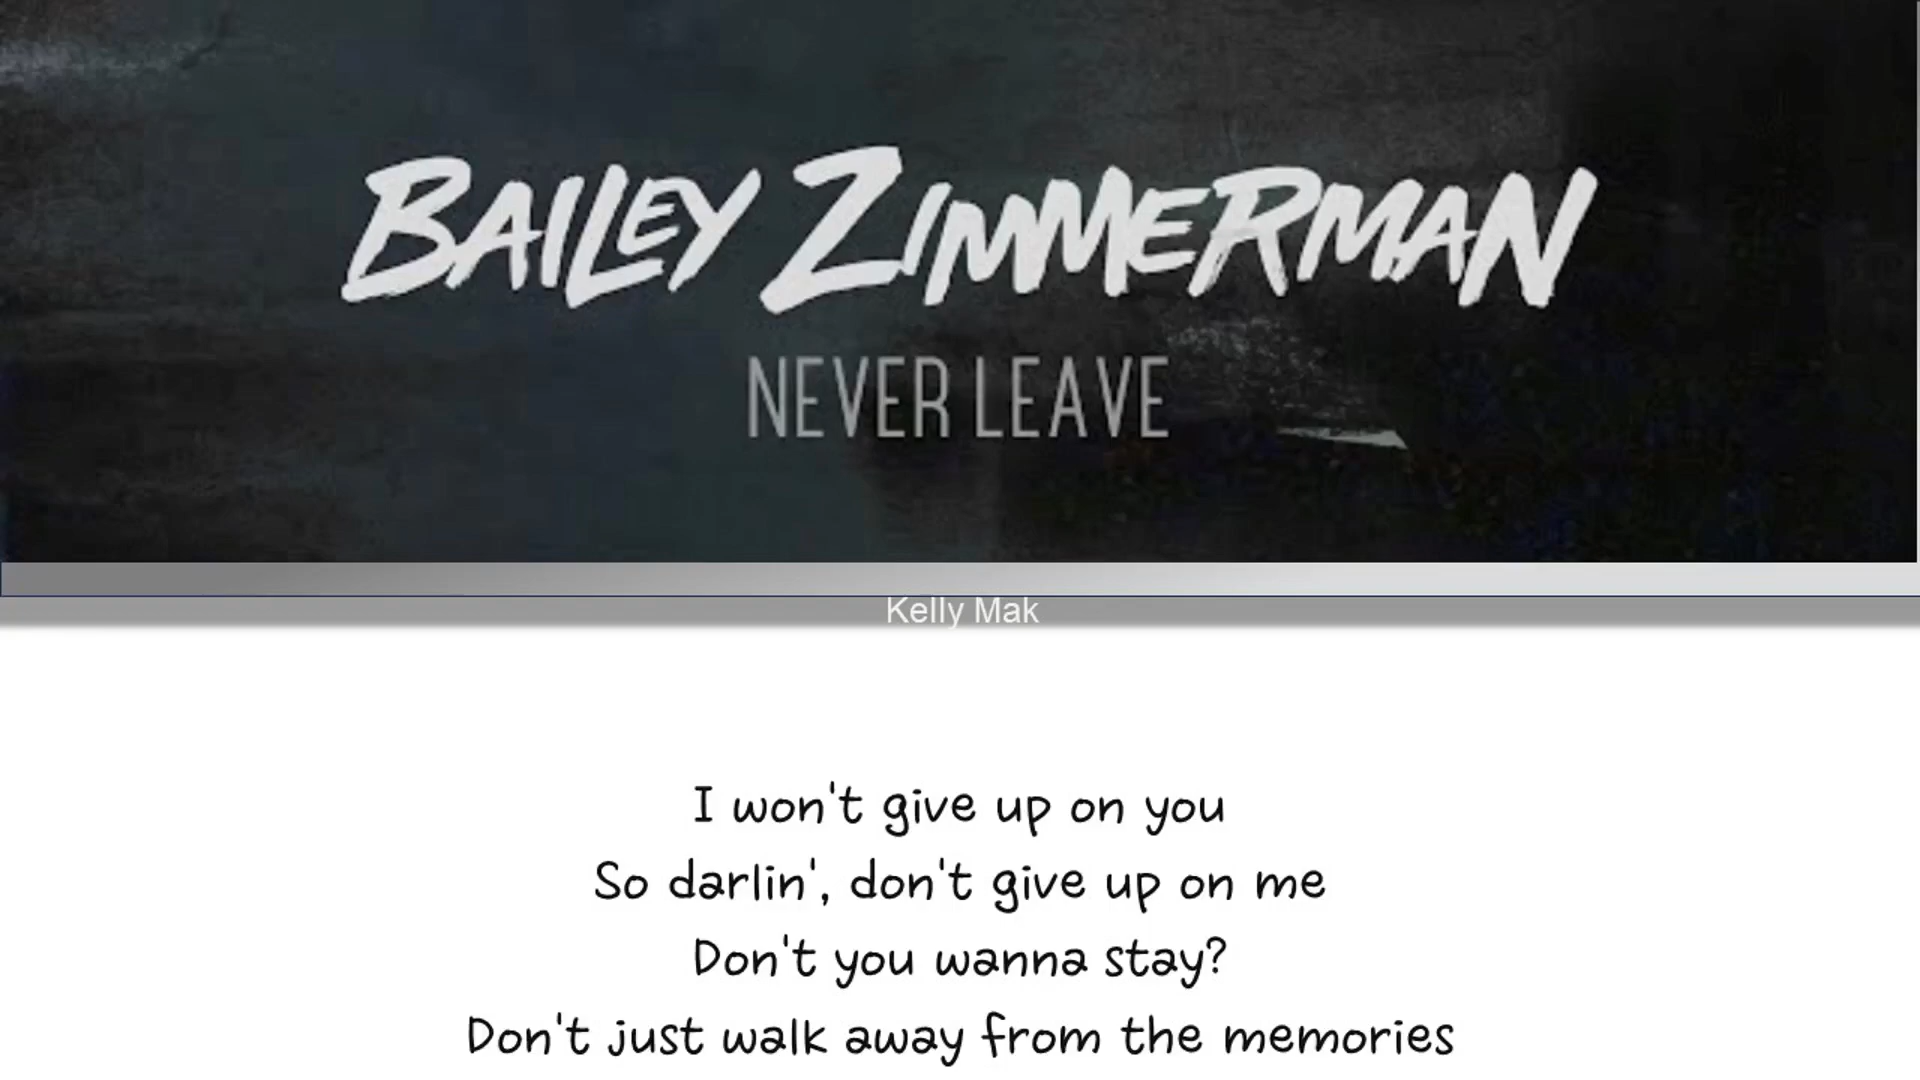 BAILEY ZIMMERMAN
NEVER LEAVE
Kelly Mak
I won't give up on you
So darlin', don't give up on me
Don't you wanna stay?
Don't just walk away from the memories